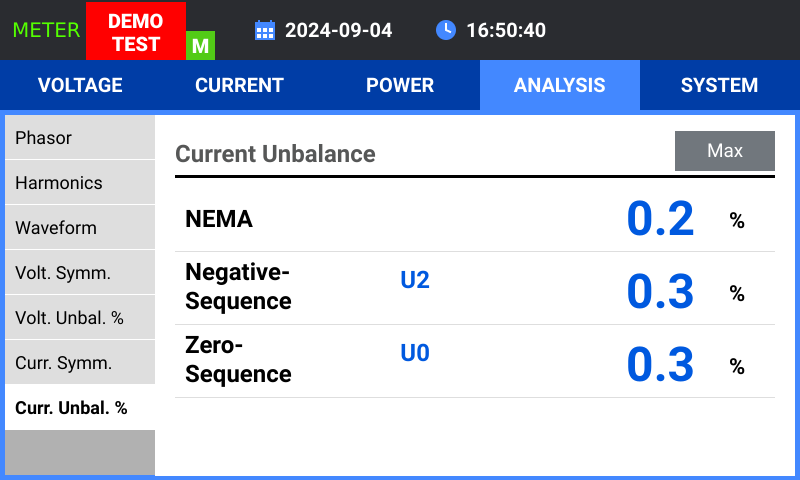 METER
DEMO
TEST
M
2024-09-04
16:50:40
VOLTAGE
CURRENT
POWER
ANALYSIS
SYSTEM
Phasor
Harmonics
Waveform
Volt. Symm.
Volt. Unbal. %
Curr. Symm.
Curr. Unbal. %
Current Unbalance
Max
NEMA
0.2
%
Negative-
Sequence
U2
0.3
%
Zero-
Sequence
U0
0.3
%